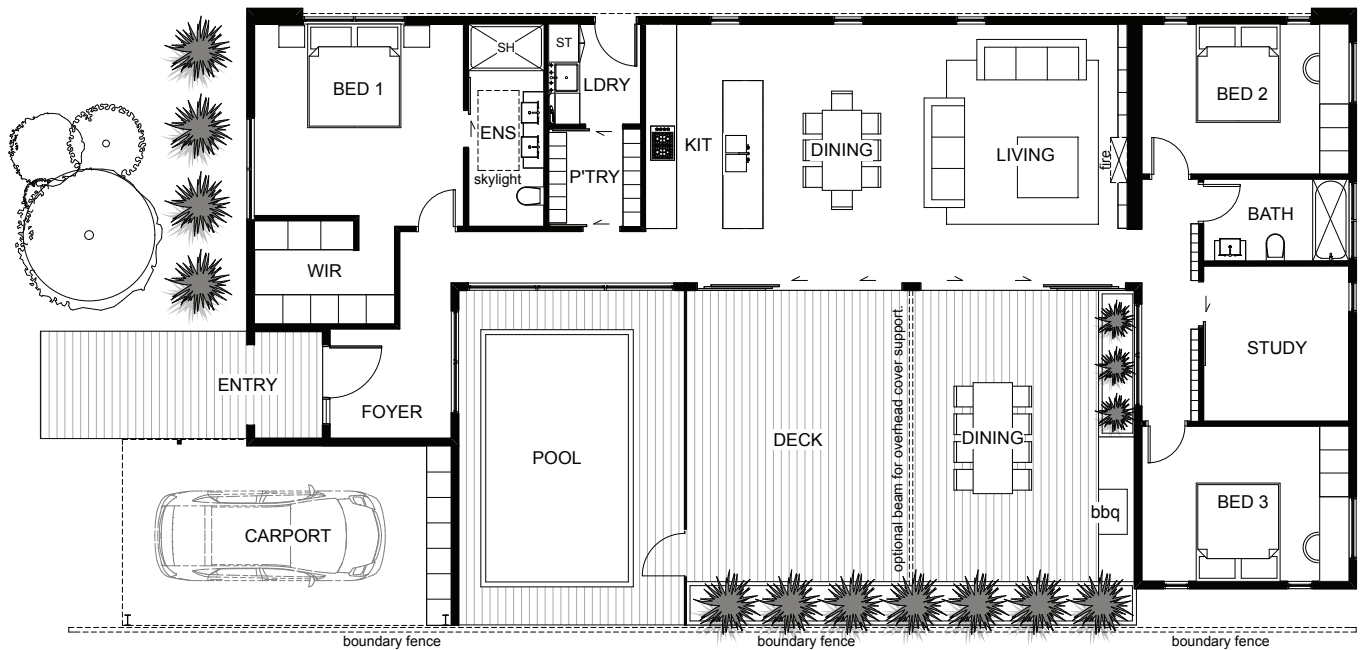 SH
ST
BED 1
LDRY
BED 2
ENS
KIT
DINING
LIVING
fire
skylight
P'TRY
BATH
WIR
STUDY
ENTRY
FOYER
optional beam for overhead cover support.
DECK
DINING
POOL
bbq
BED 3
CARPORT
boundary fence
boundary fence
boundary fence